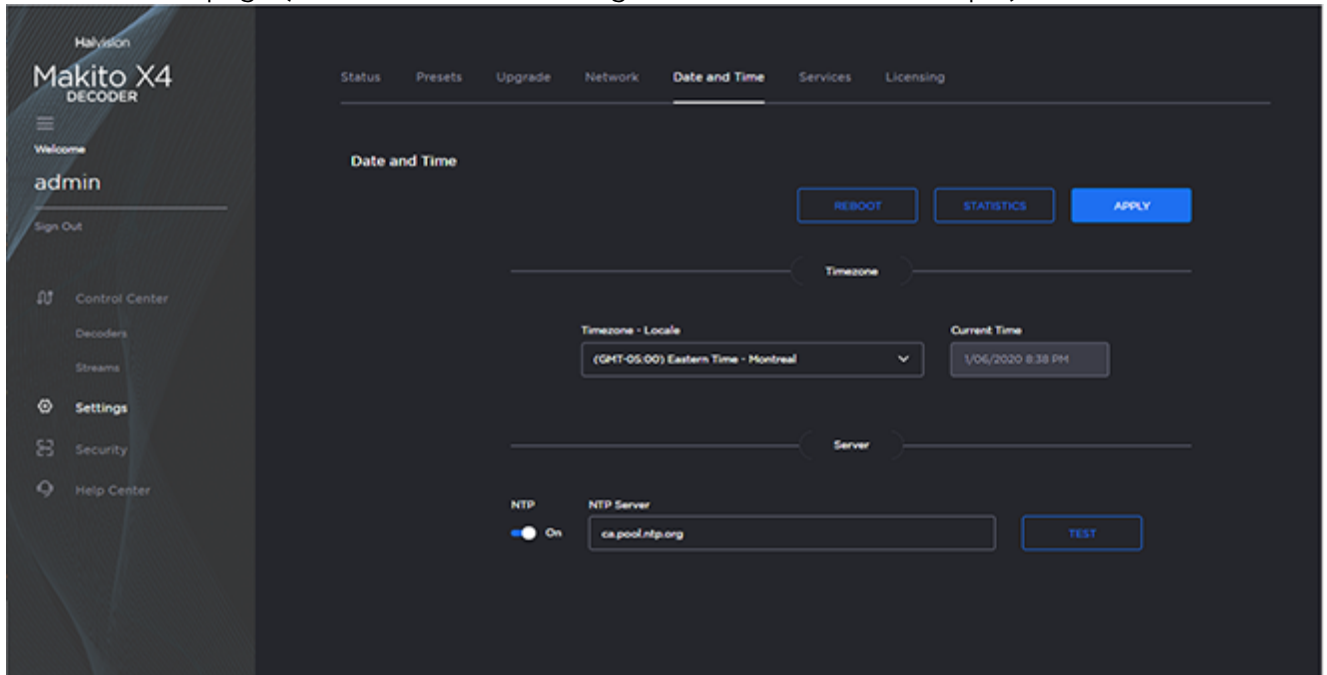 Haivision
Makito X4
DECODER
Welcome
admin
Sign Out
Control Center
Decoders
Streams
Settings
Security
Help Center
Status Presets Upgrade Network Date and Time Services Licensing
Date and Time
REBOOT STATISTICS APPLY
Timezone
Timezone - Locale Current Time
(GMT-05:00) Eastern Time - Montreal 1/06/2020 8:38 PM
Server
NTP NTP Server
On ca.pool.ntp.org TEST